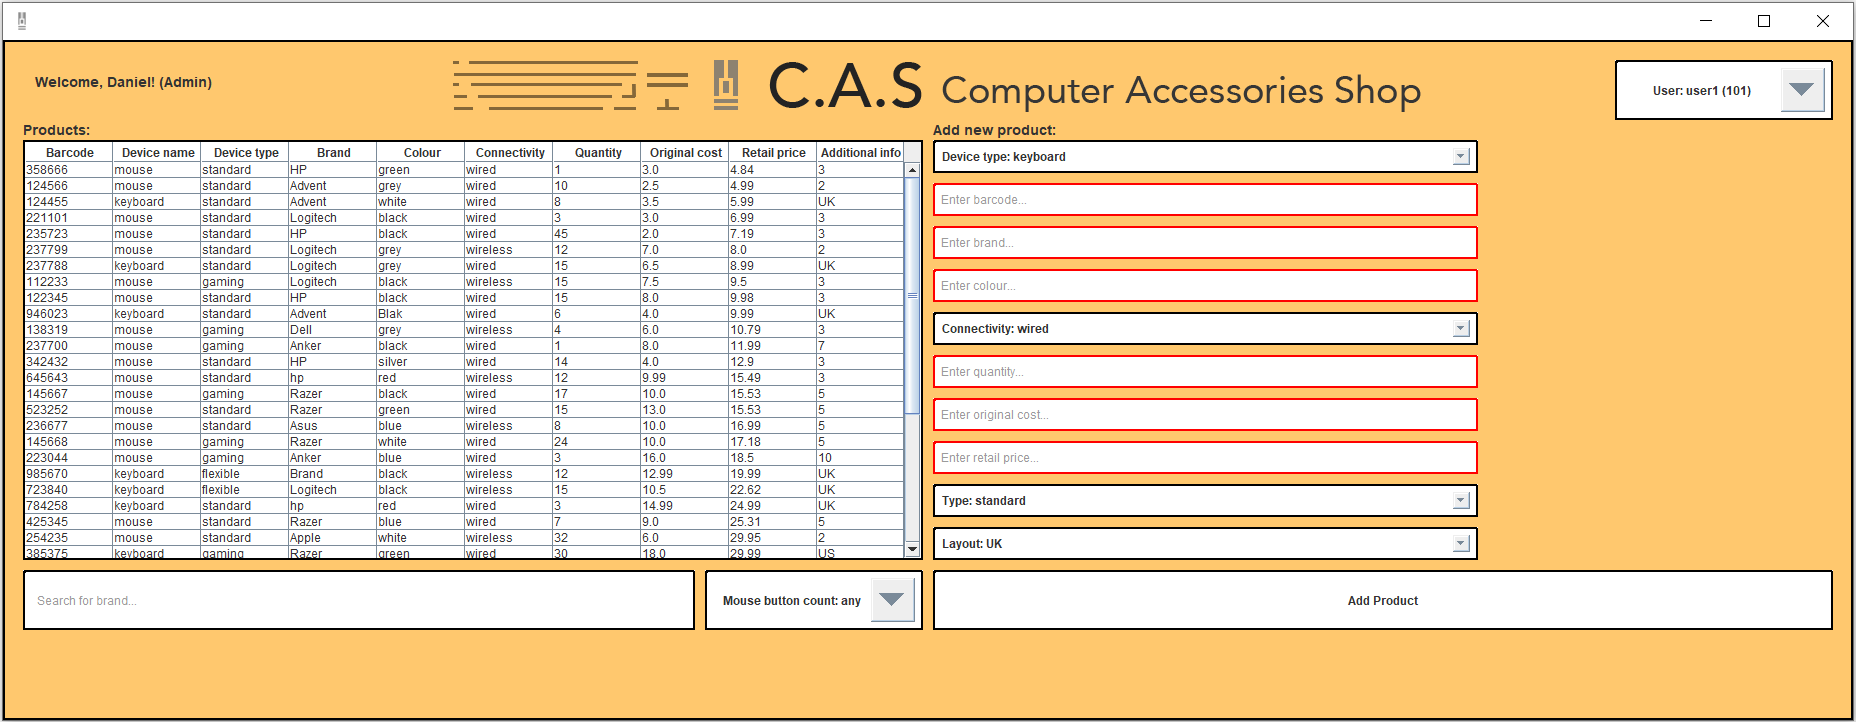 Welcome, Daniel! (Admin)
C.A.S Computer Accessories Shop
User: user1 (101)
Products:
Barcode Device name Device type Brand Colour Connectivity Quantity Original cost Retail price Additional info
358666 mouse standard HP green wired 1 3.0 4.84 3
124566 mouse standard Advent grey wired 10 2.5 4.99 2
124455 keyboard standard Advent white wired 8 3.5 5.99 UK
221101 mouse standard Logitech black wired 3 3.0 6.99 3
235723 mouse standard HP black wired 45 2.0 7.19 3
237799 mouse standard Logitech grey wireless 12 7.0 8.0 2
237788 keyboard standard Logitech grey wired 15 6.5 8.99 UK
112233 mouse gaming Logitech black wireless 15 7.5 9.5 3
122345 mouse standard HP black wired 15 8.0 9.98 3
946023 keyboard standard Advent Blak wired 6 4.0 9.99 UK
138319 mouse gaming Dell grey wireless 4 6.0 10.79 3
237700 mouse gaming Anker black wired 1 8.0 11.99 7
342432 mouse standard HP silver wired 14 4.0 12.9 3
645643 mouse standard hp red wireless 12 9.99 15.49 3
145667 mouse gaming Razer black wired 17 10.0 15.53 5
523252 mouse standard Razer green wired 15 13.0 15.53 5
236677 mouse standard Asus blue wireless 8 10.0 16.99 5
145668 mouse gaming Razer white wired 24 10.0 17.18 5
223044 mouse gaming Anker blue wired 3 16.0 18.5 10
985670 keyboard flexible Brand black wireless 12 12.99 19.99 UK
723840 keyboard flexible Logitech black wireless 15 10.5 22.62 UK
784258 keyboard standard hp red wired 3 14.99 24.99 UK
425345 mouse standard Razer blue wired 7 9.0 25.31 5
254235 mouse standard Apple white wireless 32 6.0 29.95 2
385375 keyboard gaming Razer green wired 30 18.0 29.99 US
Search for brand...
Mouse button count: any
Add new product:
Device type: keyboard
Enter barcode...
Enter brand...
Enter colour...
Connectivity: wired
Enter quantity...
Enter original cost...
Enter retail price...
Type: standard
Layout: UK
Add Product